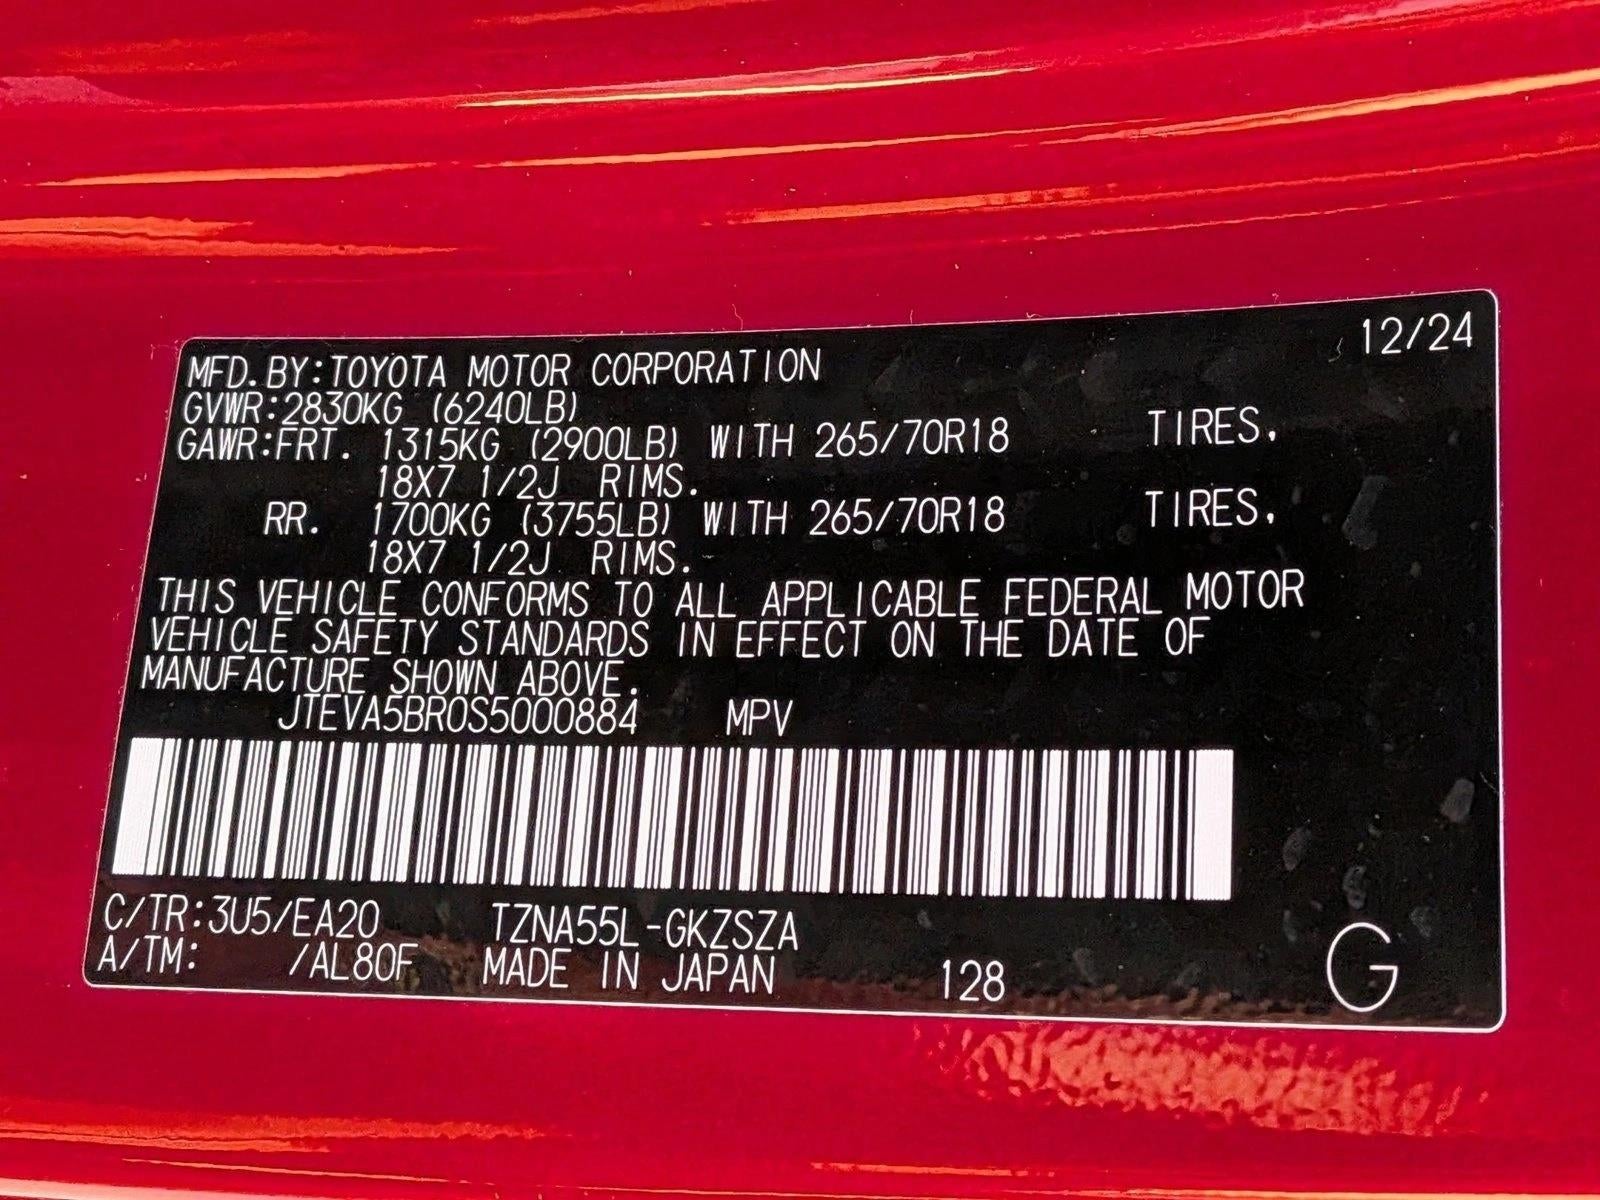 12/24
MFD.BY:TOYOTA MOTOR CORPORATION
GVWR:2830KG (6240LB)
GAWR:FRT. 1315KG (2900LB) WITH 265/70R18 TIRES,
18X7 1/2J RIMS.
RR. 1700KG (3755LB) WITH 265/70R18 TIRES,
18X7 1/2J RIMS.
THIS VEHICLE CONFORMS TO ALL APPLICABLE FEDERAL MOTOR
VEHICLE SAFETY STANDARDS IN EFFECT ON THE DATE OF
MANUFACTURE SHOWN ABOVE.
JTEVA5BR0S5000884 MPV
C/TR:3U5/EA20 TZNA55L-GKZSZA
A/TM: /AL80F MADE IN JAPAN 128 G